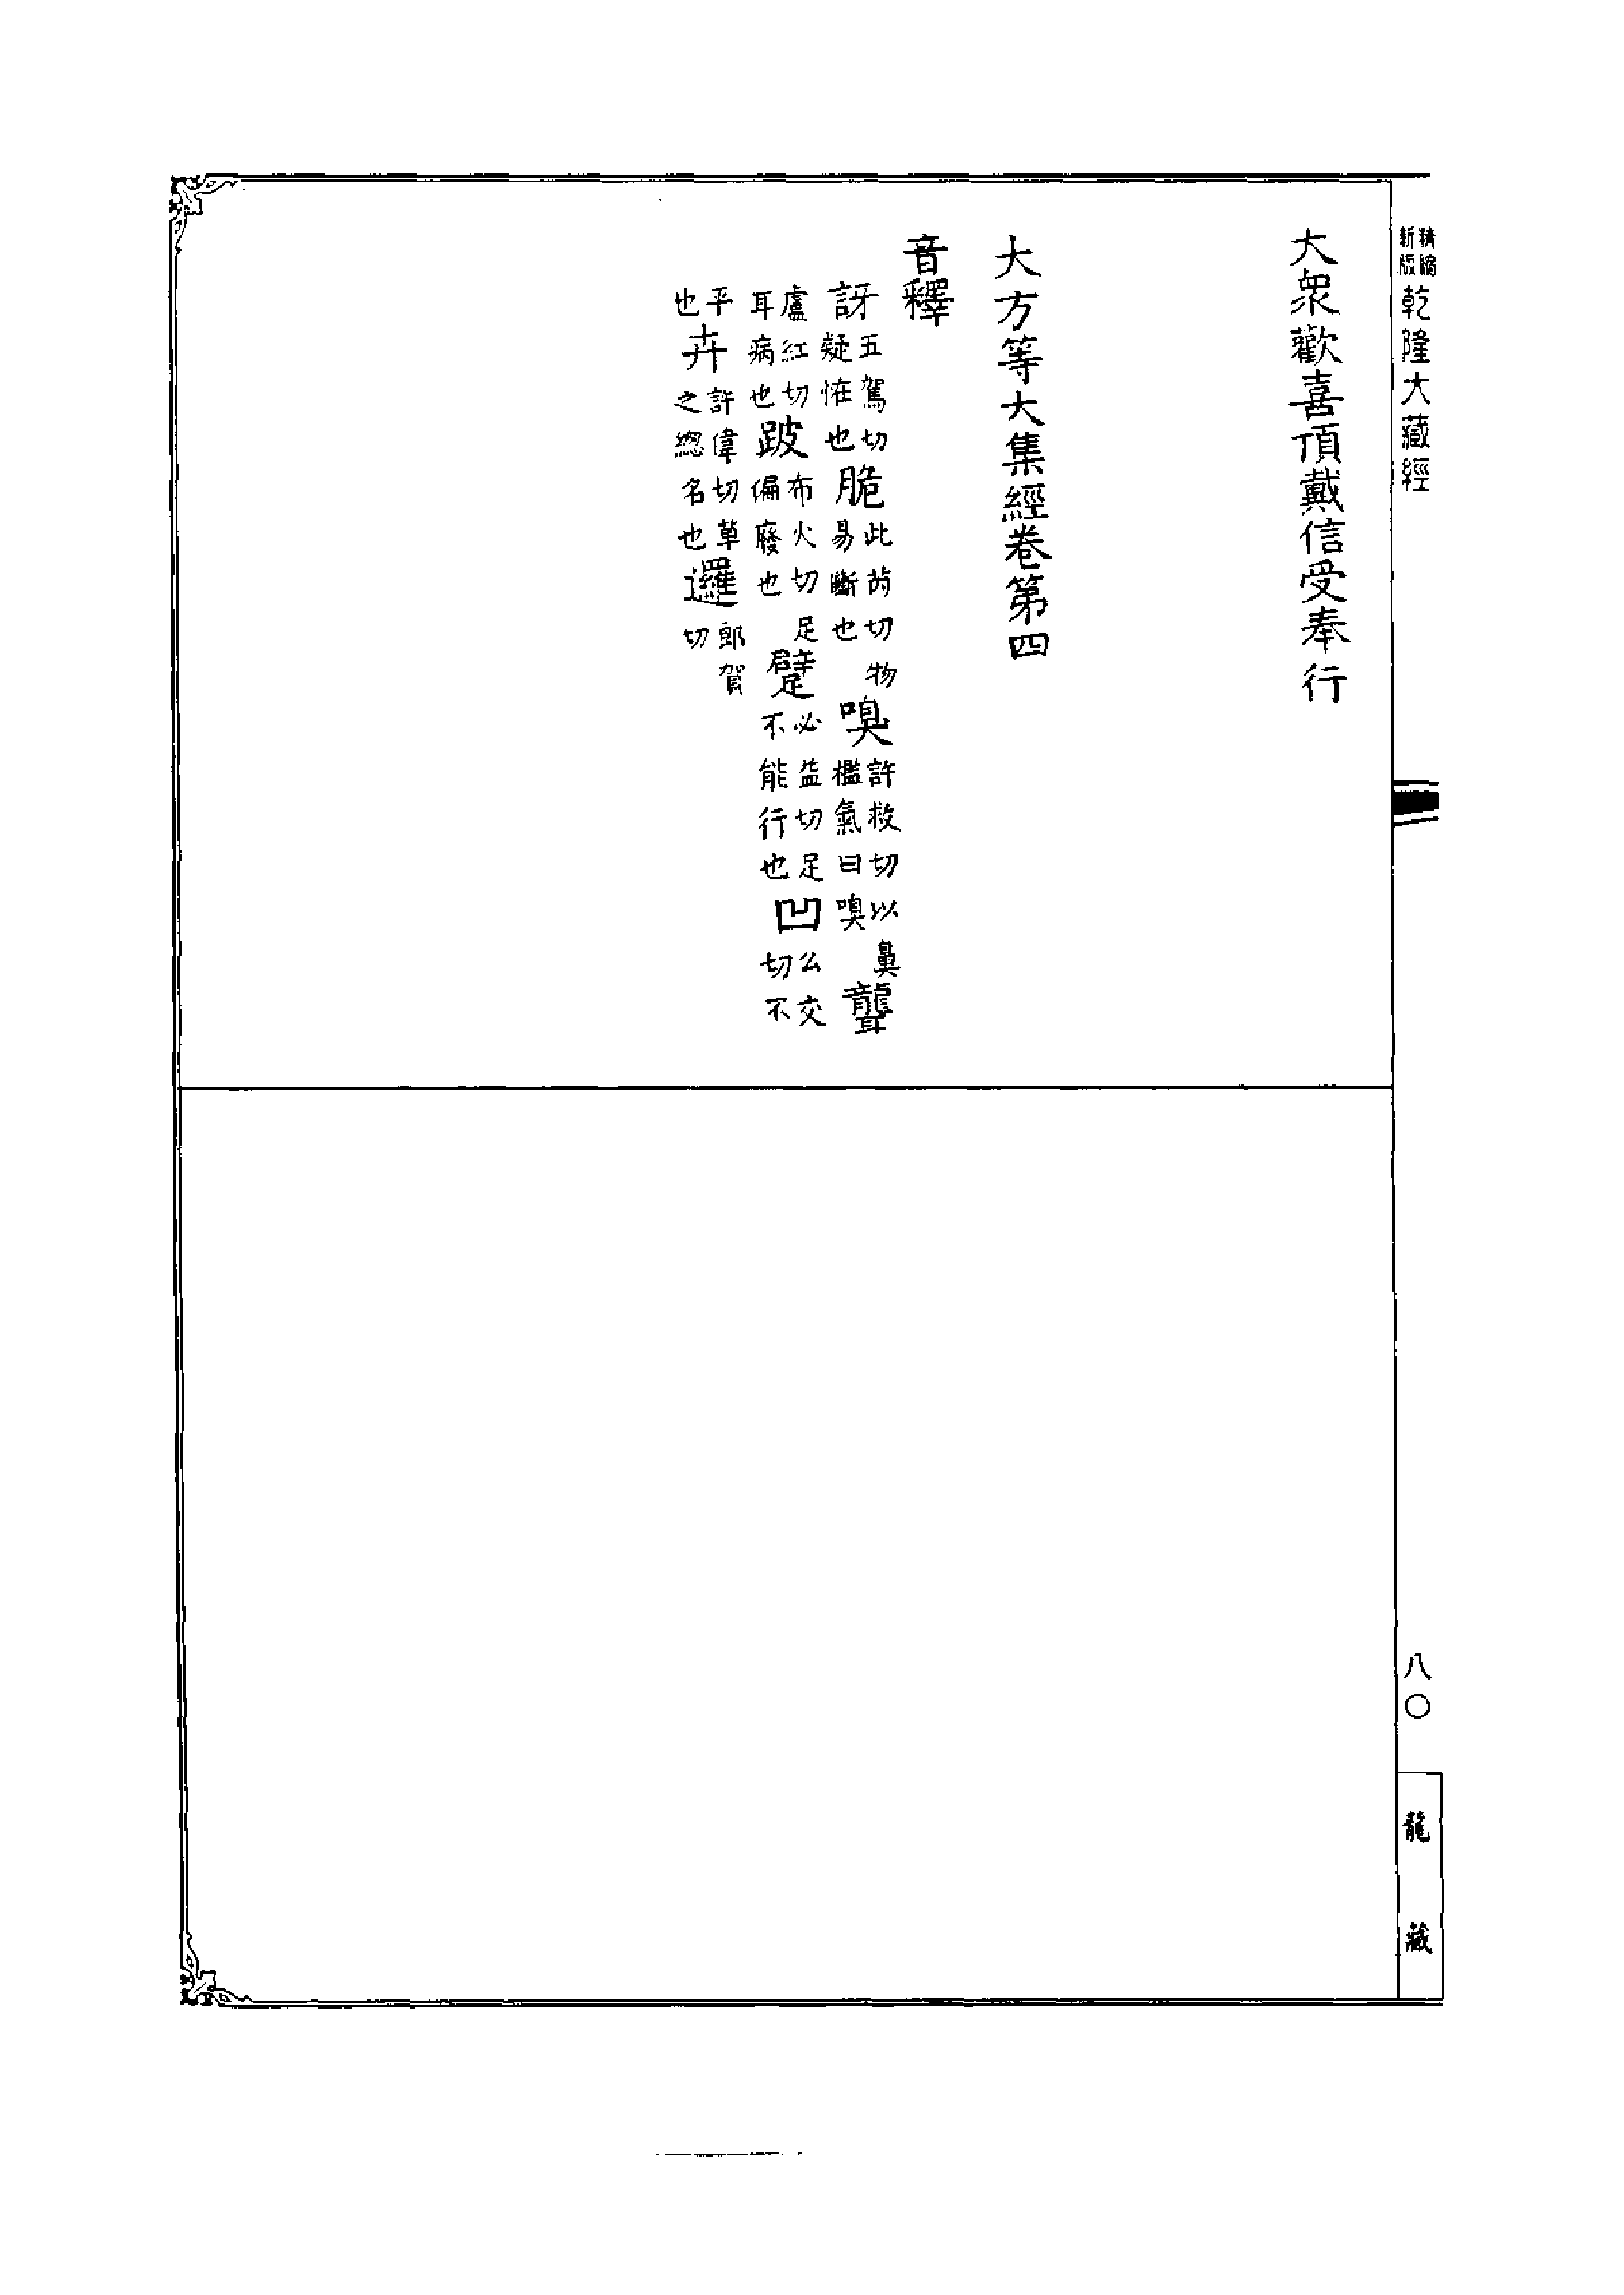 精縮
新版
乾隆大藏經
大衆歡喜頂戴信受奉行
大方等大集經卷第四
音釋
訝五駕切疑恠也脆此芮切物易斷也嗅許救切以鼻檻氣曰嗅聾
盧紅切耳病也跛布火切足偏廢也躄必益切足不能行也凹么交切不
平也卉許偉切草之總名也邏郎賀切
八〇
龍藏